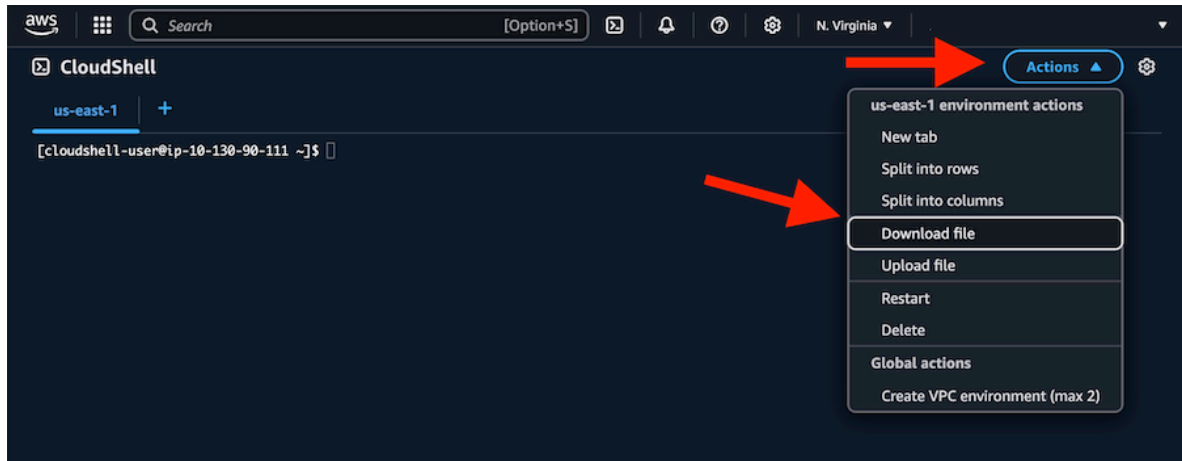 aws Search [Option+S] N. Virginia
CloudShell Actions
us-east-1 +
[cloudshell-user@ip-10-130-90-111 ~]$
us-east-1 environment actions
New tab
Split into rows
Split into columns
Download file
Upload file
Restart
Delete
Global actions
Create VPC environment (max 2)